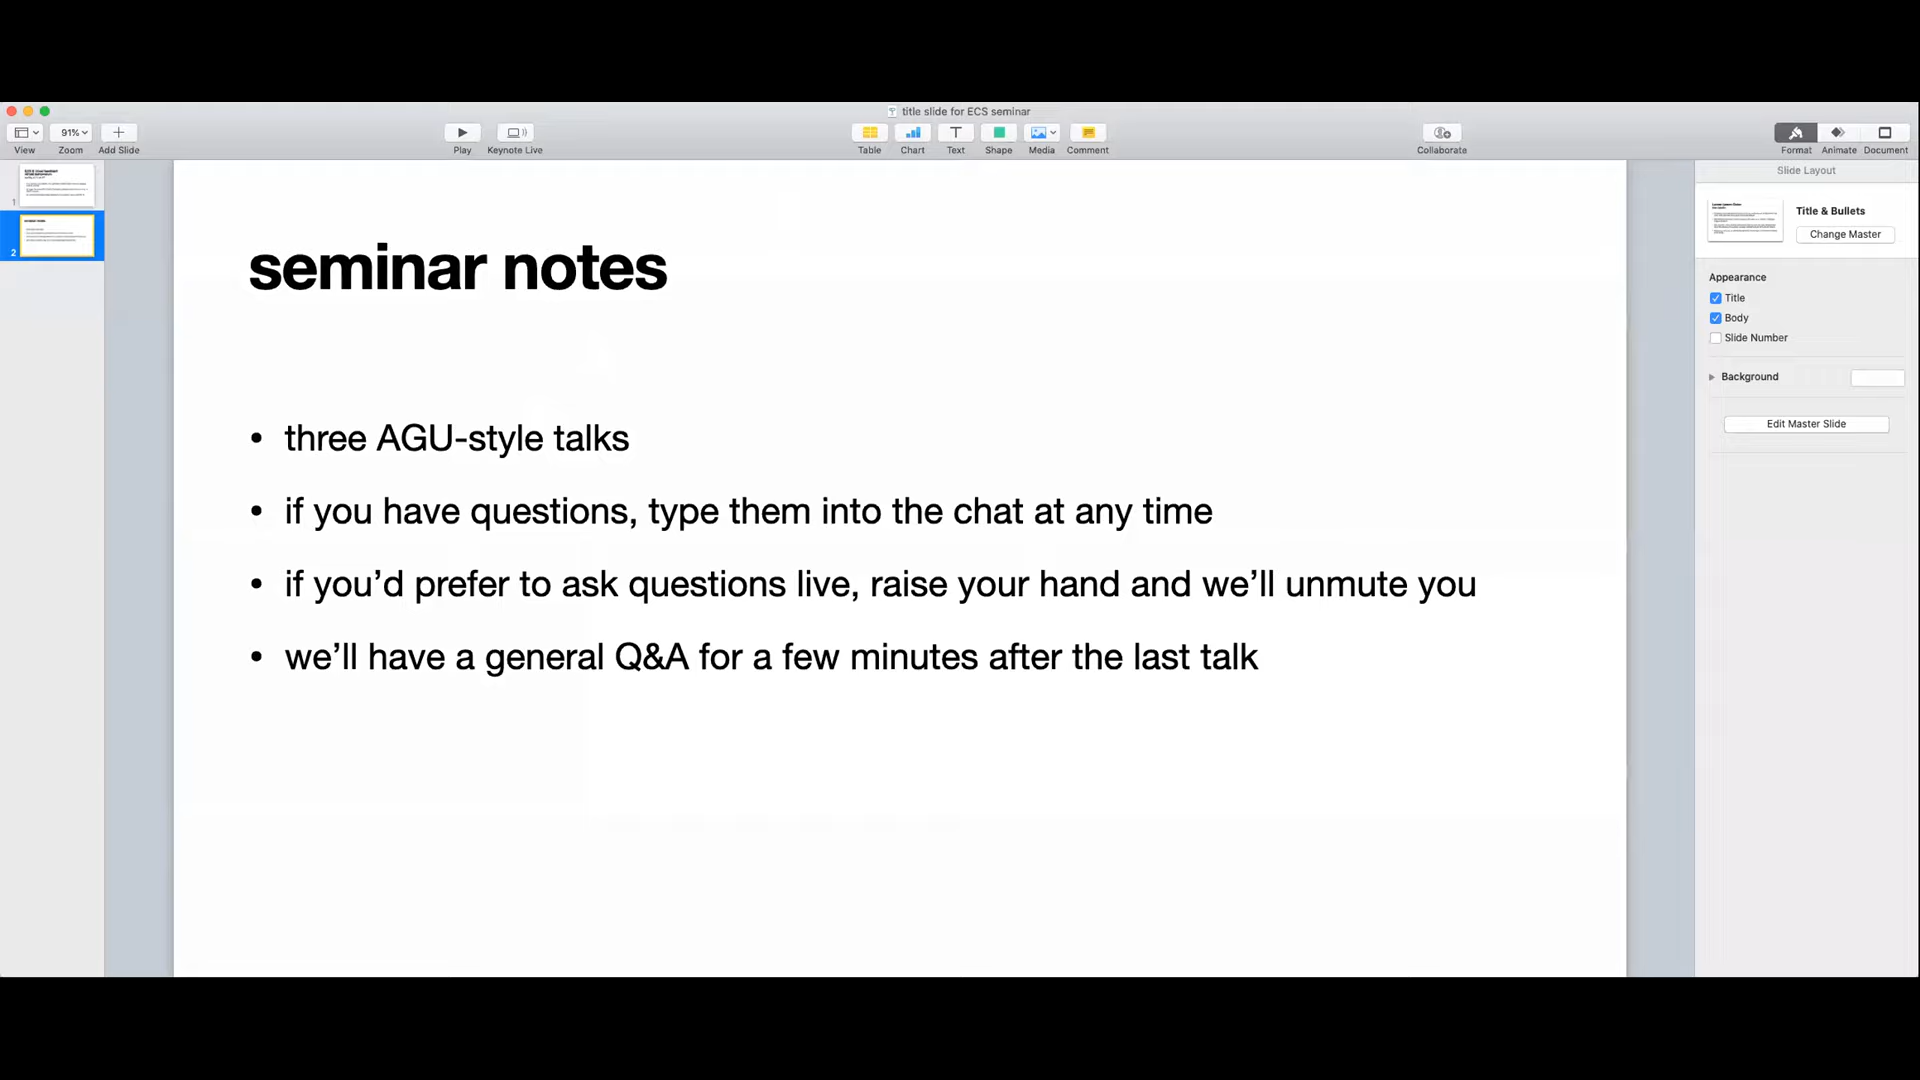 title slide for ECS seminar
91%
View
Zoom
Add Slide
Play
Keynote Live
Table
Chart
Text
Shape
Media
Comment
Collaborate
Format
Animate
Document
1
2
seminar notes
• three AGU-style talks
• if you have questions, type them into the chat at any time
• if you’d prefer to ask questions live, raise your hand and we’ll unmute you
• we’ll have a general Q&A for a few minutes after the last talk
Slide Layout
Title & Bullets
Change Master
Appearance
Title
Body
Slide Number
Background
Edit Master Slide